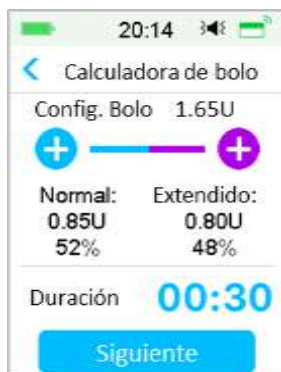 20:14
Calculadora de bolo
Config. Bolo 1.65U
Normal: Extendido:
0.85U 0.80U
52% 48%
Duración 00:30
Siguiente